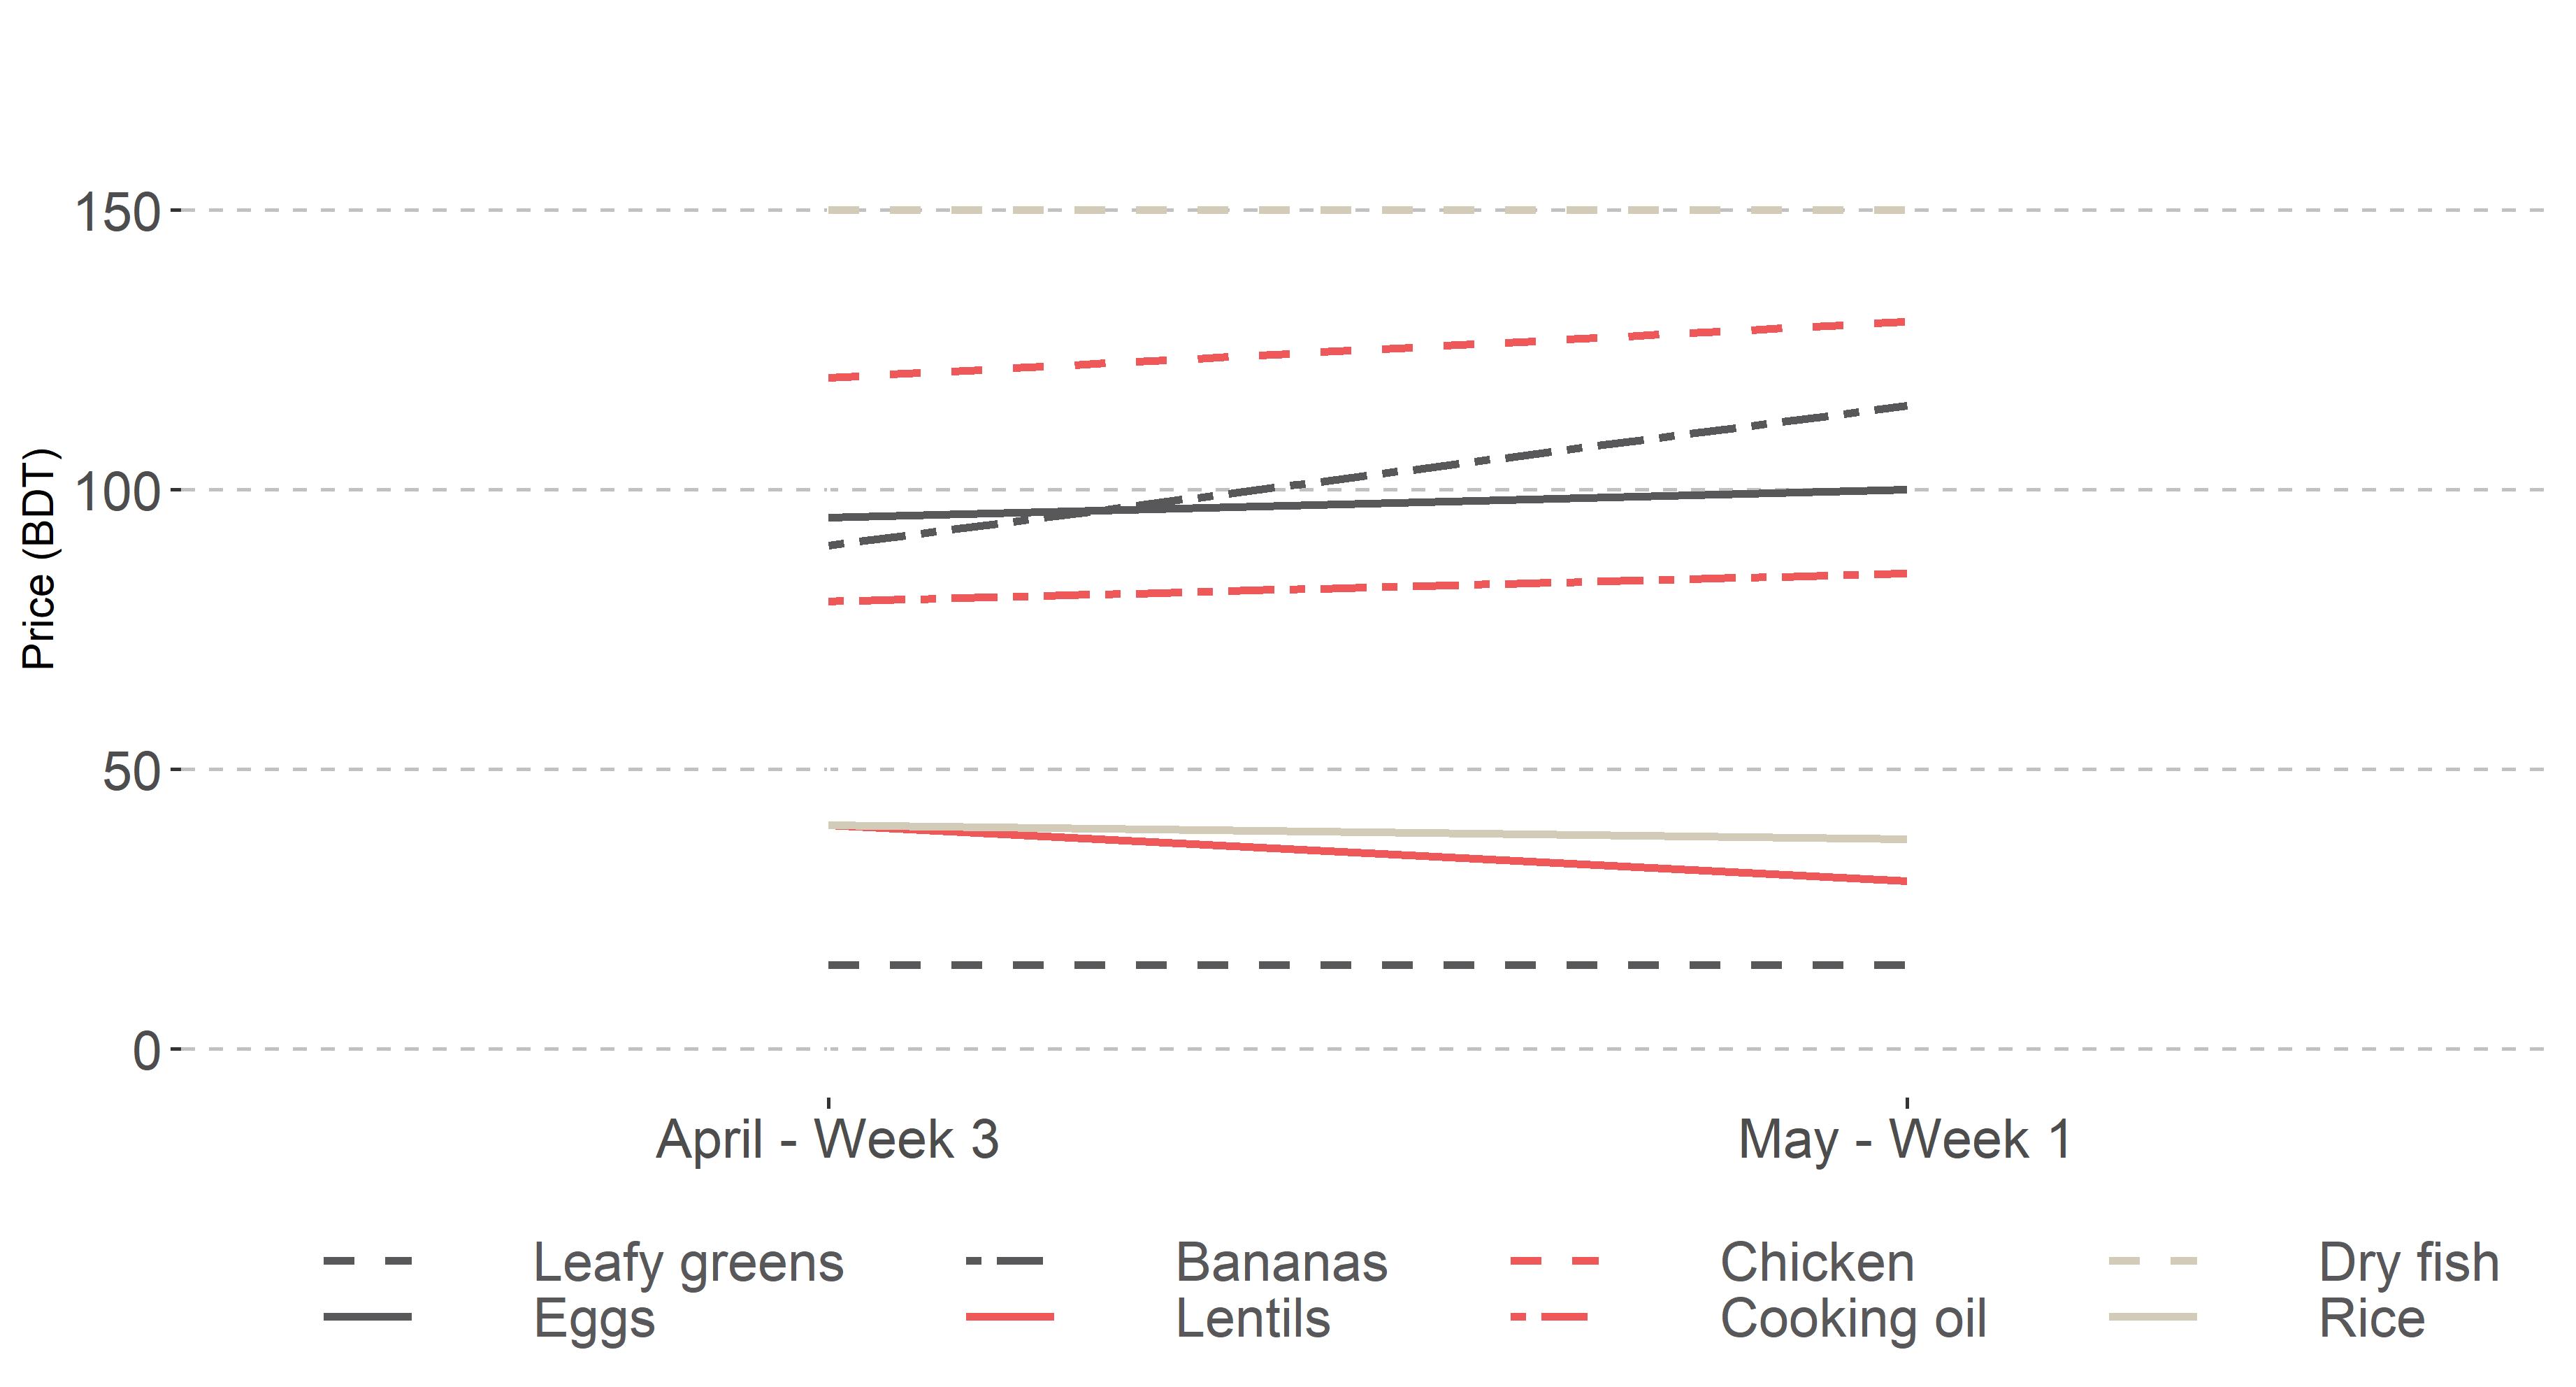 Price (BDT)
150
100
50
0
April - Week 3
May - Week 1
Leafy greens
Bananas
Chicken
Dry fish
Eggs
Lentils
Cooking oil
Rice